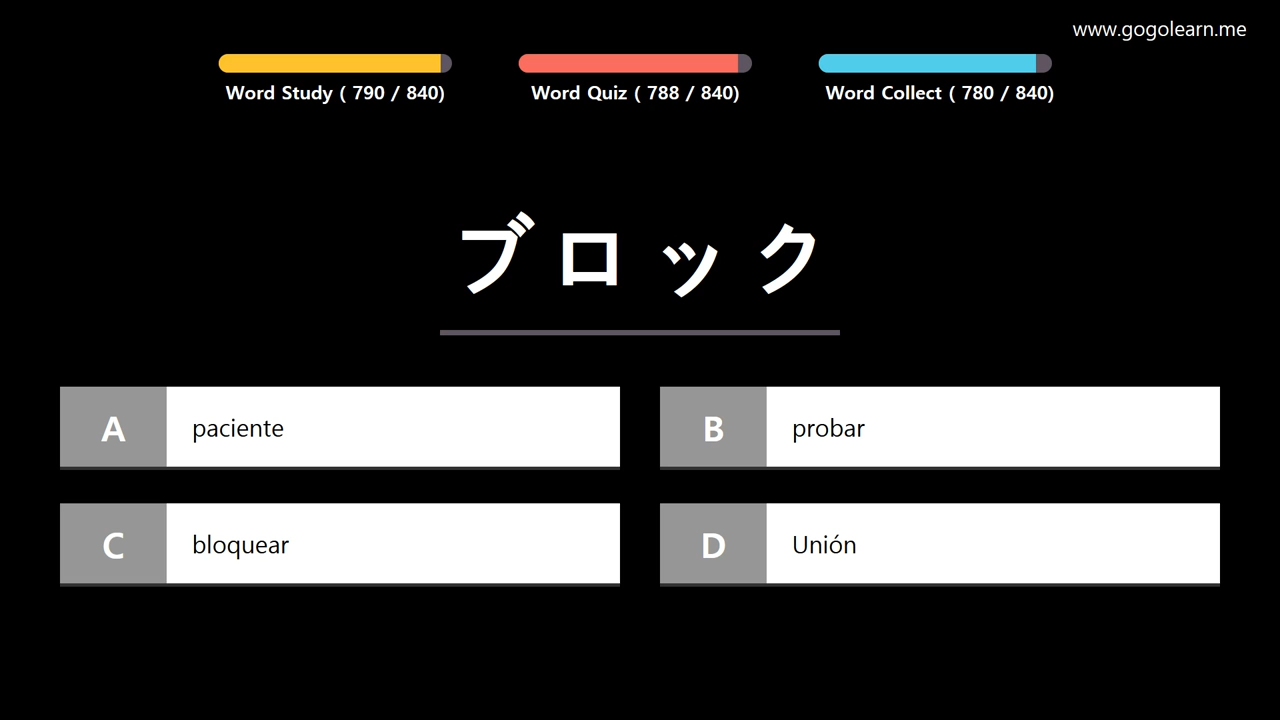 www.gogolearn.me
Word Study ( 790 / 840)
Word Quiz ( 788 / 840)
Word Collect ( 780 / 840)
ブロック
A paciente
B probar
C bloquear
D Unión